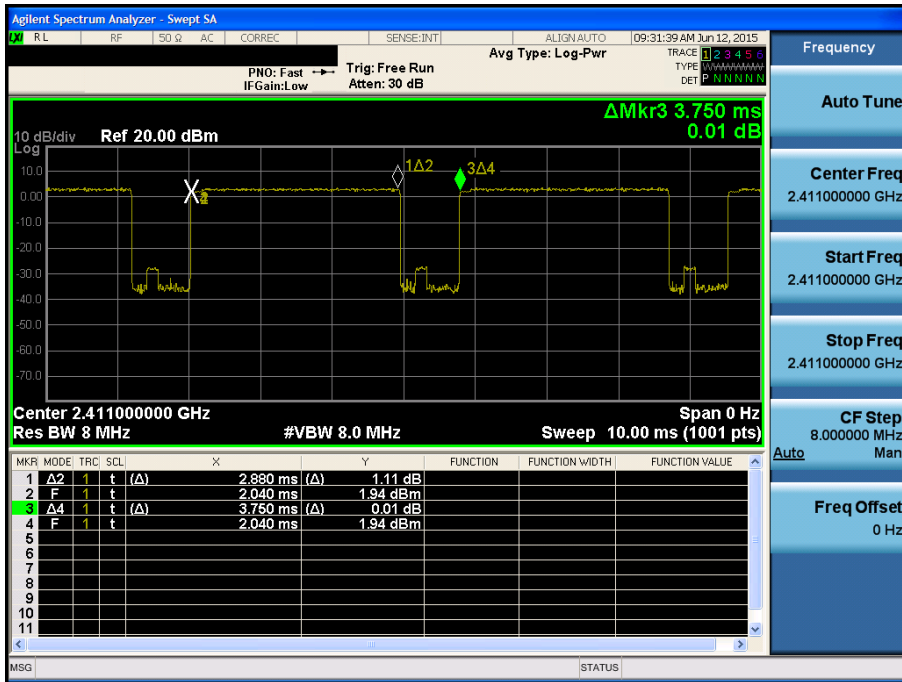 Agilent Spectrum Analyzer - Swept SA
LXI RL RF 50 Ω AC CORREC SENSE:INT ALIGN AUTO 09:31:39 AM Jun 12, 2015
Avg Type: Log-Pwr
TRACE 1 2 3 4 5 6
TYPE WWWWWW
DET P N N N N N
PNO: Fast
IFGain:Low
Trig: Free Run
Atten: 30 dB
Frequency
Auto Tune
Center Freq
2.411000000 GHz
Start Freq
2.411000000 GHz
Stop Freq
2.411000000 GHz
CF Step
8.000000 MHz
Auto Man
Freq Offset
0 Hz
ΔMkr3 3.750 ms
0.01 dB
10 dB/div Ref 20.00 dBm
Log
10.0
0.00
-10.0
-20.0
-30.0
-40.0
-50.0
-60.0
-70.0
X
1Δ2
3Δ4
Center 2.411000000 GHz Span 0 Hz
Res BW 8 MHz #VBW 8.0 MHz Sweep 10.00 ms (1001 pts)
MKR MODE TRC SCL X Y FUNCTION FUNCTION WIDTH FUNCTION VALUE
1 Δ2 1 t (Δ) 2.880 ms (Δ) 1.11 dB
2 F 1 t 2.040 ms 1.94 dBm
3 Δ4 1 t (Δ) 3.750 ms (Δ) 0.01 dB
4 F 1 t 2.040 ms 1.94 dBm
5
6
7
8
9
10
11
MSG STATUS